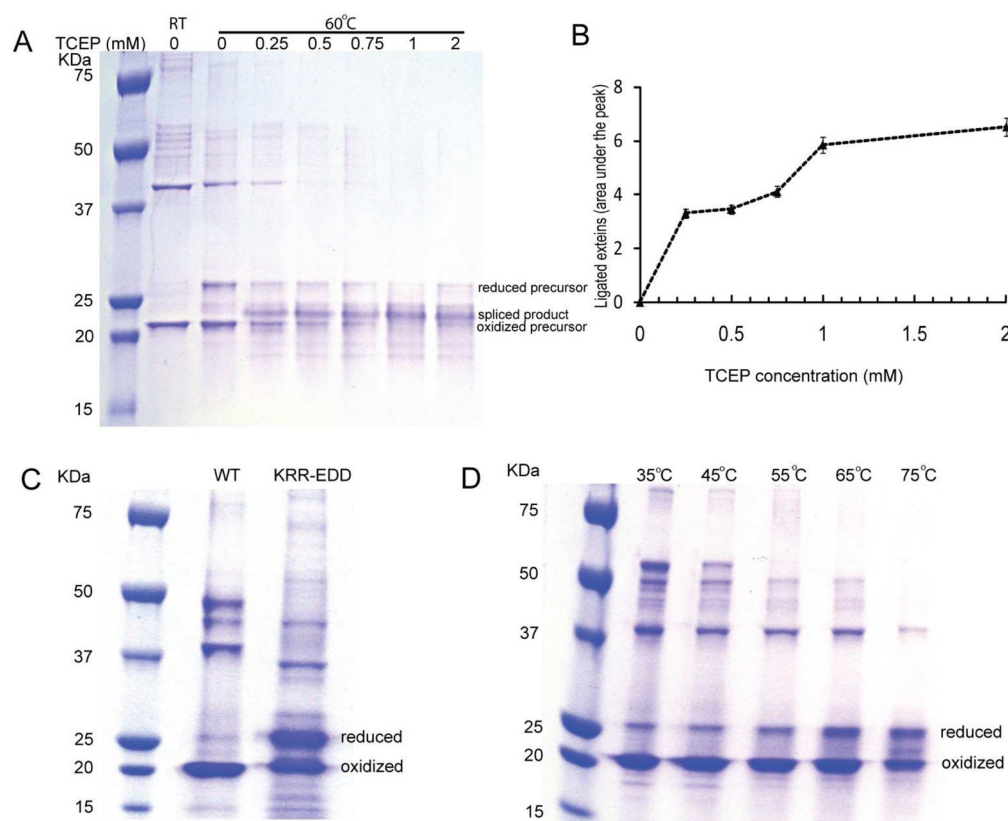 A
RT
60°C
TCEP (mM) 0 0 0.25 0.5 0.75 1 2
KDa
75
50
37
25
20
15
reduced precursor
spliced product
oxidized precursor
B
Ligated exteins (area under the peak)
8
6
4
2
0
0 0.5 1 1.5 2
TCEP concentration (mM)
C
KDa
WT KRR-EDD
75
50
37
25
20
15
reduced
oxidized
D
KDa
35°C 45°C 55°C 65°C 75°C
75
50
37
25
20
15
reduced
oxidized